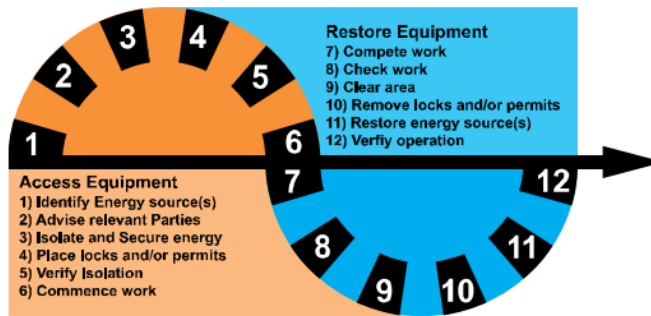 1
2
3
4
5
6
Access Equipment
1) Identify Energy source(s)
2) Advise relevant Parties
3) Isolate and Secure energy
4) Place locks and/or permits
5) Verify Isolation
6) Commence work
Restore Equipment
7) Compete work
8) Check work
9) Clear area
10) Remove locks and/or permits
11) Restore energy source(s)
12) Verfiy operation
7
8
9
10
11
12